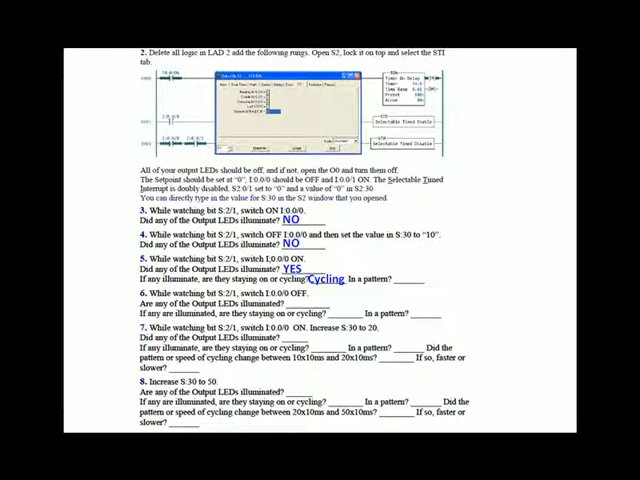 2. Delete all logic in LAD 2 add the following rungs. Open S2, lock it on top and select the STI
tab.
Timer On Delay
Selectable Timed Enable
Selectable Timed Disable
All of your output LEDs should be off, and if not, open the O0 and turn them off.
The Setpoint should be set at "0", I:0.0/0 should be OFF and I:0.0/1 ON. The Selectable Timed
Interrupt is doubly disabled, S2:0/1 set to "0" and a value of "0" in S2:30.
You can directly type in the value for S:30 in the S2 window that you opened.
3. While watching bit S:2/1, switch ON I:0.0/0.
Did any of the Output LEDs illuminate? NO
4. While watching bit S:2/1, switch OFF I:0.0/0 and then set the value in S:30 to "10".
Did any of the Output LEDs illuminate? NO
5. While watching bit S:2/1, switch I;0.0/0 ON.
Did any of the Output LEDs illuminate? YES
If any illuminate, are they staying on or cycling? Cycling In a pattern?
6. While watching bit S:2/1, switch I:0.0/0 OFF.
Are any of the Output LEDs illuminated?
If any are illuminated, are they staying on or cycling? In a pattern?
7. While watching bit S:2/1, switch I:0.0/0 ON. Increase S:30 to 20.
Did any of the Output LEDs illuminate?
If any illuminate, are they staying on or cycling? In a pattern? Did the
pattern or speed of cycling change between 10x10ms and 20x10ms? If so, faster or
slower?
8. Increase S:30 to 50.
Are any of the Output LEDs illuminated?
If any are illuminated, are they staying on or cycling? In a pattern? Did the
pattern or speed of cycling change between 20x10ms and 50x10ms? If so, faster or
slower?